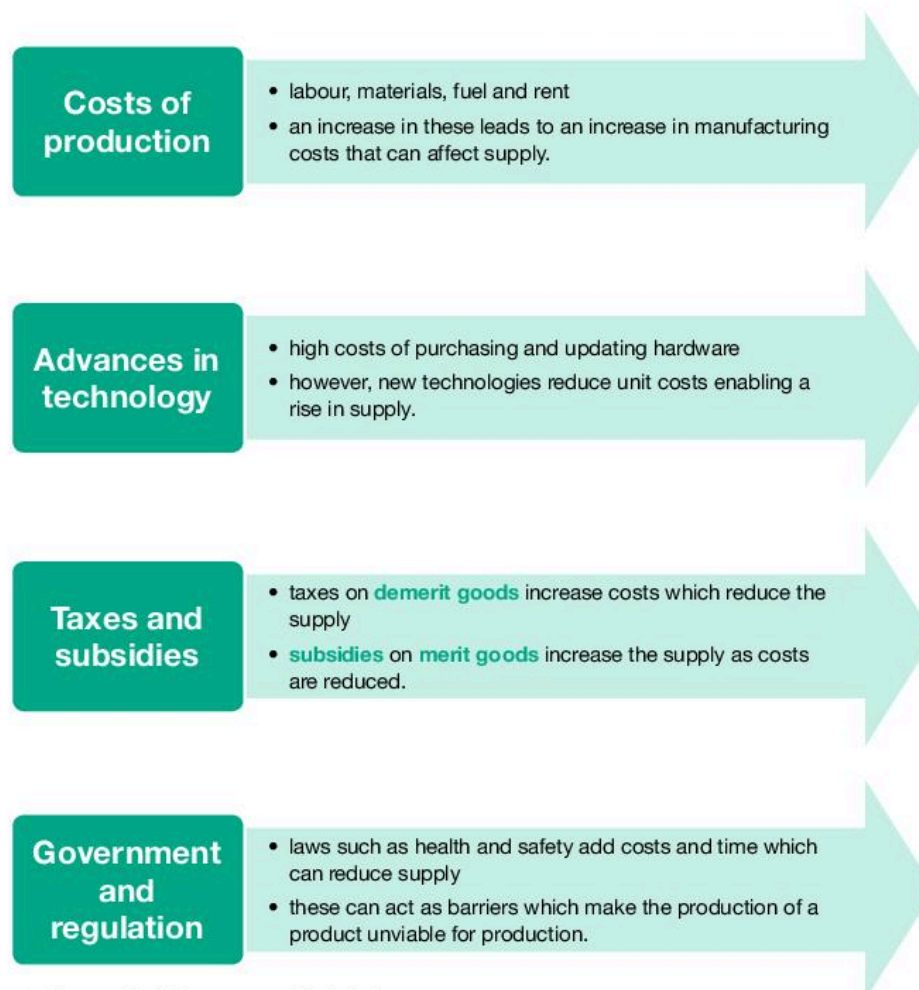 Costs of
production
• labour, materials, fuel and rent
• an increase in these leads to an increase in manufacturing
costs that can affect supply.
Advances in
technology
• high costs of purchasing and updating hardware
• however, new technologies reduce unit costs enabling a
rise in supply.
Taxes and
subsidies
• taxes on demerit goods increase costs which reduce the
supply
• subsidies on merit goods increase the supply as costs
are reduced.
Government
and
regulation
• laws such as health and safety add costs and time which
can reduce supply
• these can act as barriers which make the production of a
product unviable for production.